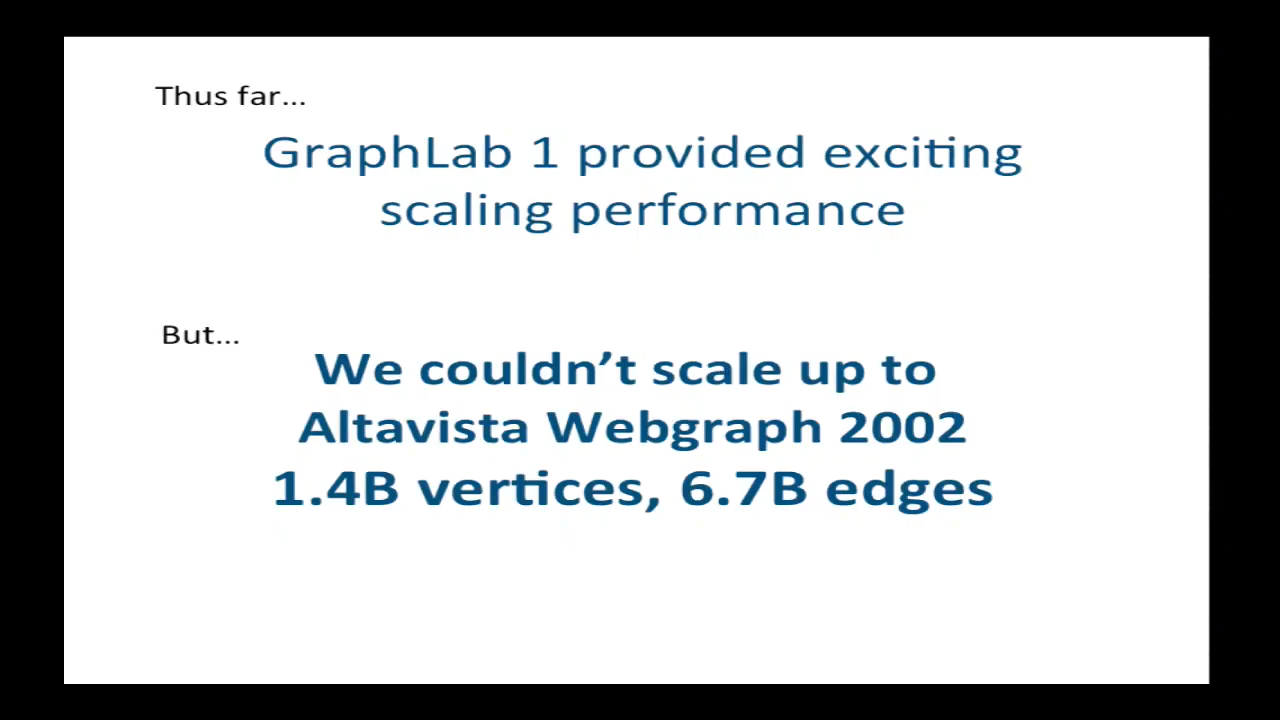 Thus far...
GraphLab 1 provided exciting
scaling performance
But...
We couldn’t scale up to
Altavista Webgraph 2002
1.4B vertices, 6.7B edges